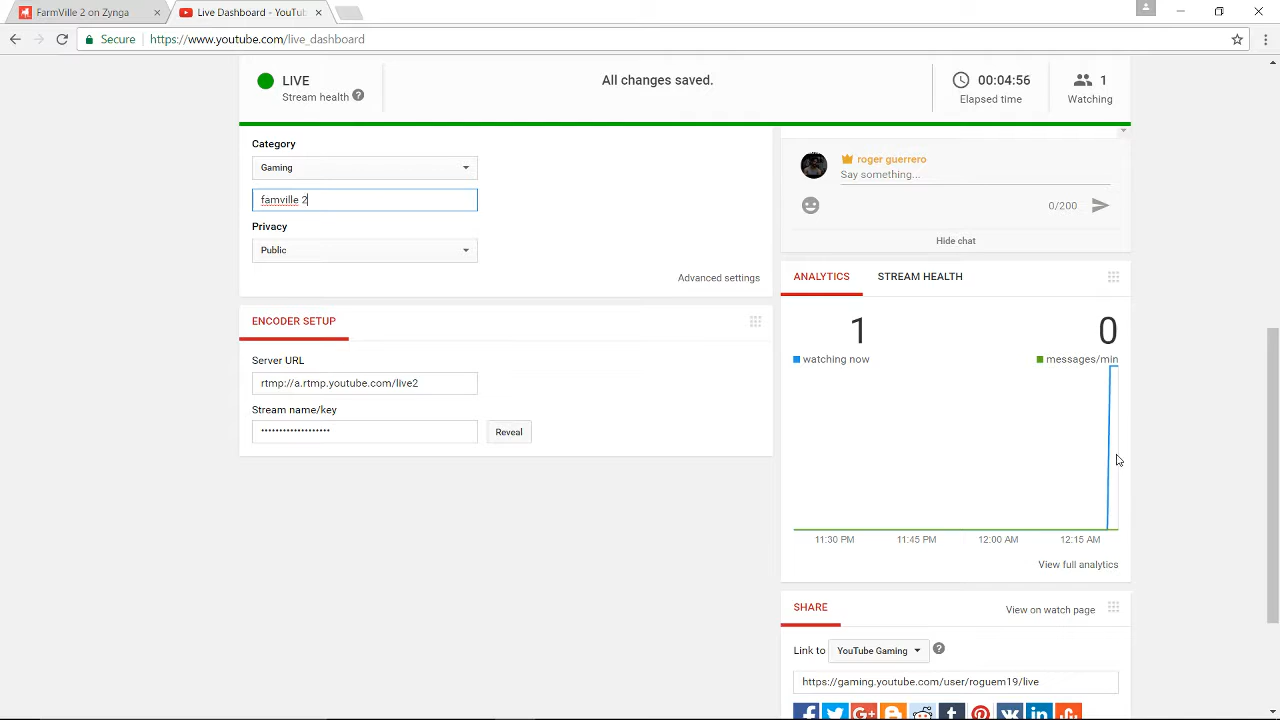 FarmVille 2 on Zynga
Live Dashboard - YouTu
Secure
https://www.youtube.com/live_dashboard
LIVE
Stream health
All changes saved.
00:04:56
Elapsed time
1
Watching
Category
Gaming
famville 2
Privacy
Public
Advanced settings
ENCODER SETUP
Server URL
rtmp://a.rtmp.youtube.com/live2
Stream name/key
••••••••••••••••••• Reveal
roger guerrero
Say something...
0/200
Hide chat
ANALYTICS STREAM HEALTH
1 0
watching now messages/min
11:30 PM 11:45 PM 12:00 AM 12:15 AM
View full analytics
SHARE View on watch page
Link to YouTube Gaming
https://gaming.youtube.com/user/roguem19/live